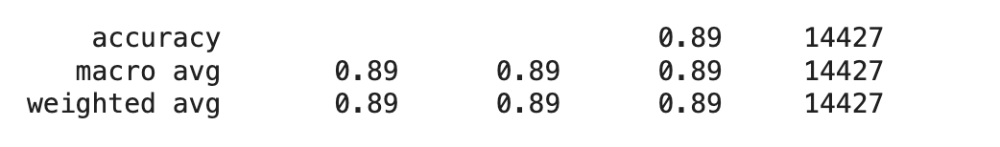 accuracy 0.89 14427
macro avg 0.89 0.89 0.89 14427
weighted avg 0.89 0.89 0.89 14427